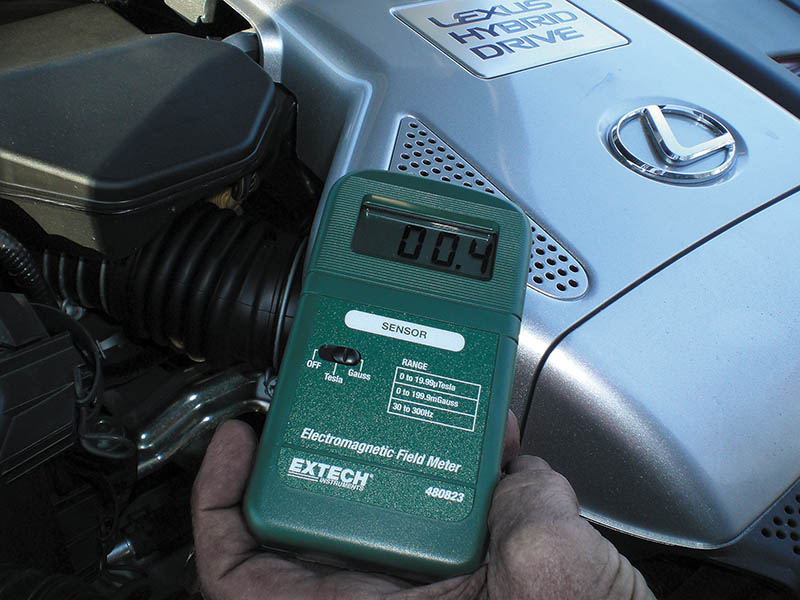 LEXUS
HYBRID
DRIVE
00.4
SENSOR
OFF
Tesla
Gauss
RANGE
0 to 19.99µTesla
0 to 199.9mGauss
30 to 300Hz
Electromagnetic Field Meter
EXTECH
INSTRUMENTS
480823